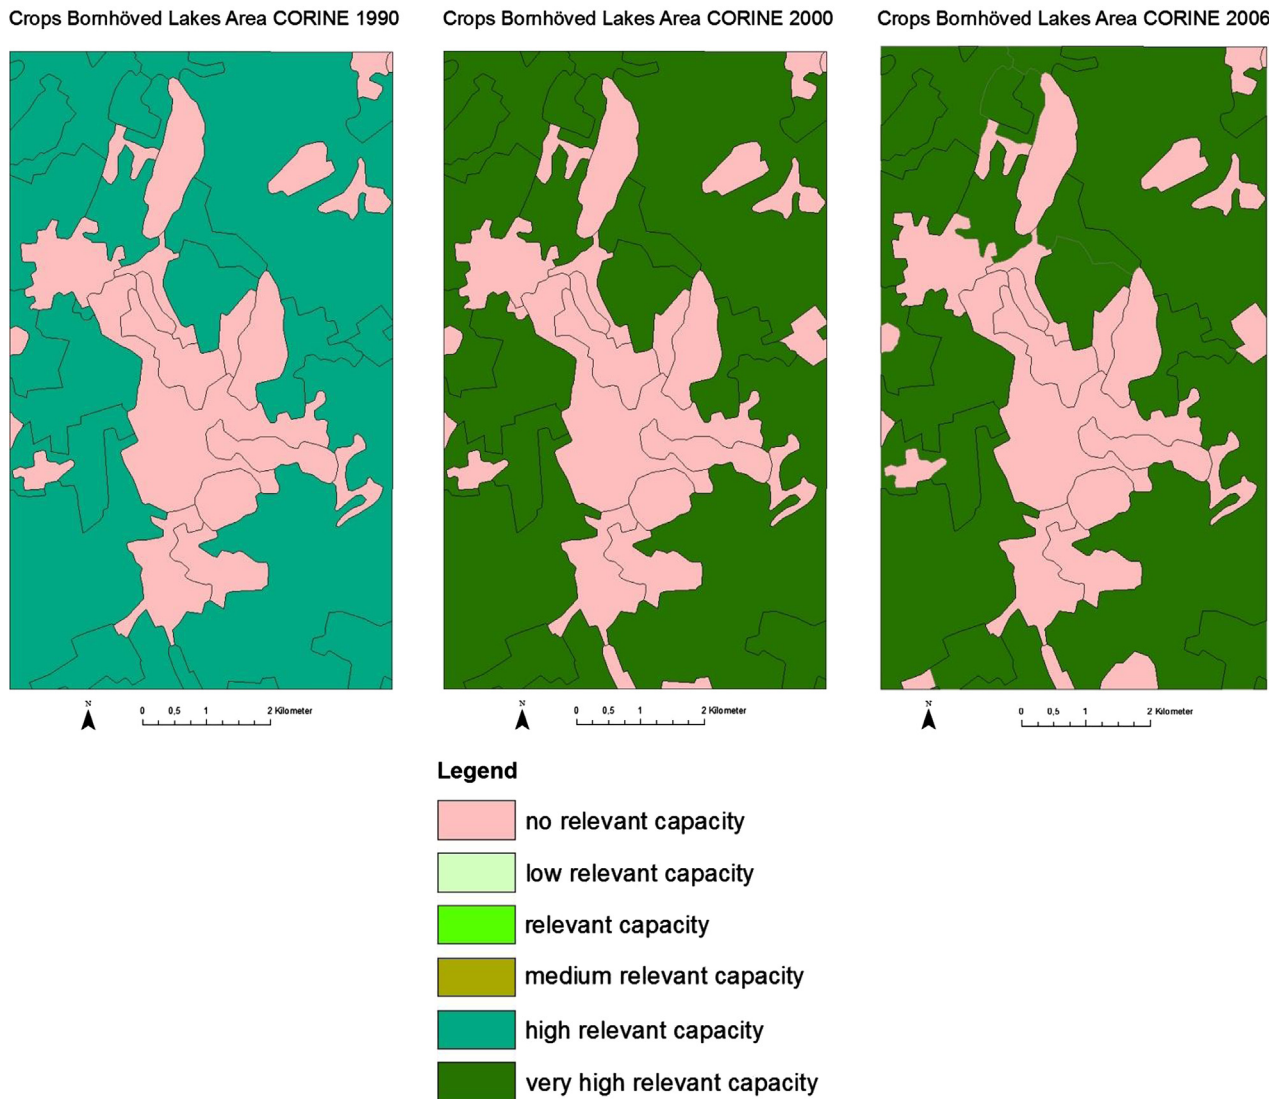 Crops Bornhöved Lakes Area CORINE 1990
Crops Bornhöved Lakes Area CORINE 2000
Crops Bornhöved Lakes Area CORINE 2006
N
0 0,5 1 2 Kilometer
N
0 0,5 1 2 Kilometer
N
0 0,5 1 2 Kilometer
Legend
no relevant capacity
low relevant capacity
relevant capacity
medium relevant capacity
high relevant capacity
very high relevant capacity